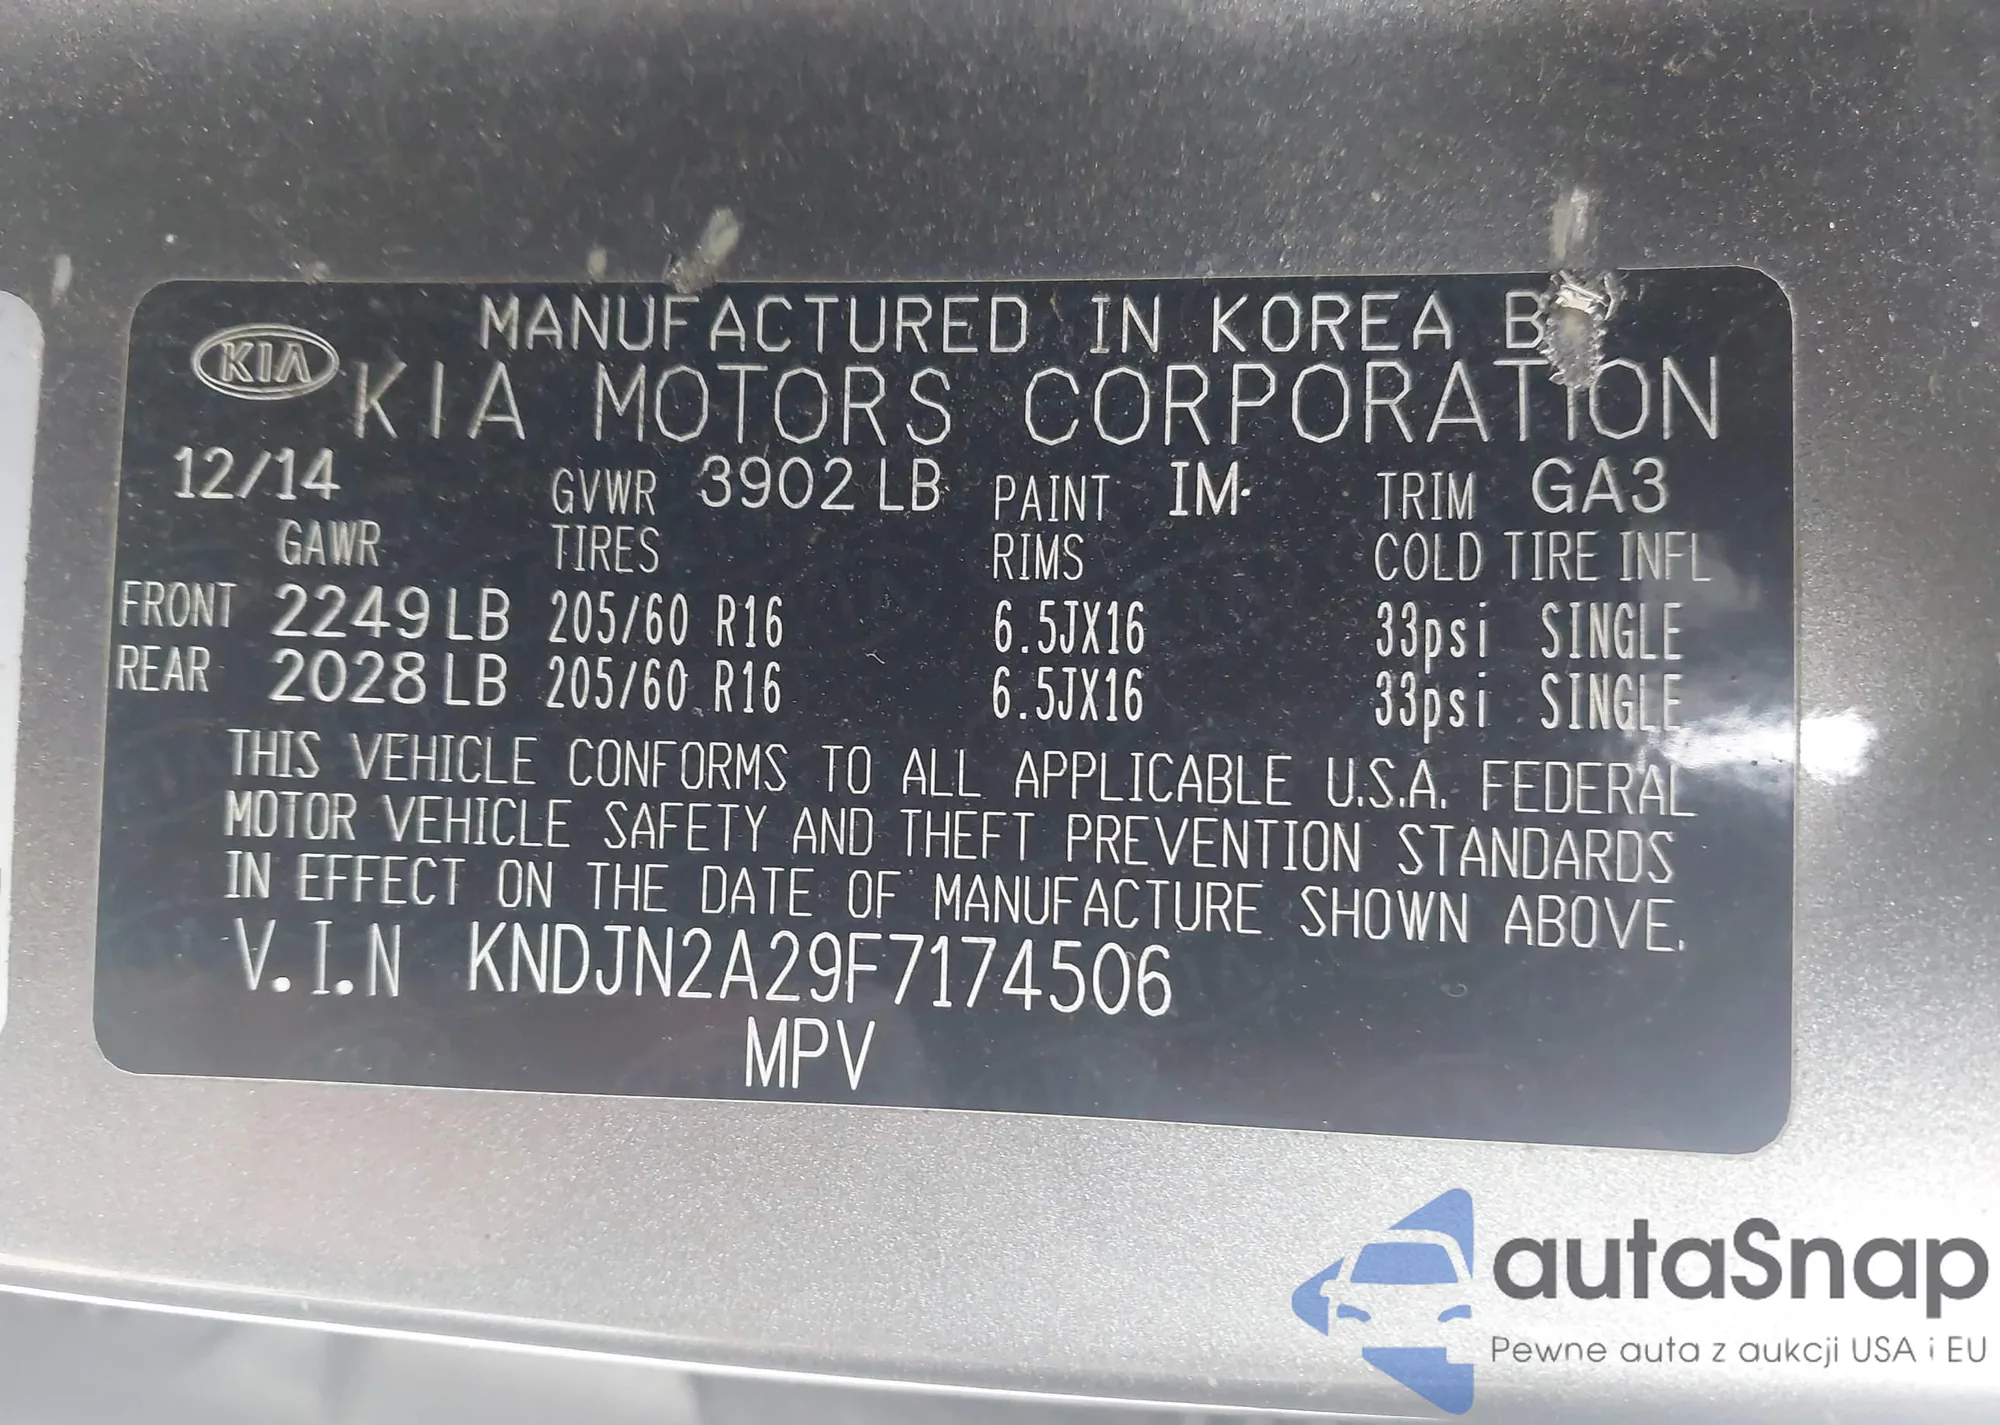 MANUFACTURED IN KOREA B
KIA KIA MOTORS CORPORATION
12/14 GVWR 3902 LB PAINT IM TRIM GA3
GAWR TIRES RIMS COLD TIRE INFL
FRONT 2249 LB 205/60 R16 6.5JX16 33psi SINGLE
REAR 2028 LB 205/60 R16 6.5JX16 33psi SINGLE
THIS VEHICLE CONFORMS TO ALL APPLICABLE U.S.A. FEDERAL
MOTOR VEHICLE SAFETY AND THEFT PREVENTION STANDARDS
IN EFFECT ON THE DATE OF MANUFACTURE SHOWN ABOVE.
V.I.N KNDJN2A29F7174506
MPV
autaSnap
Pewne auta z aukcji USA i EU